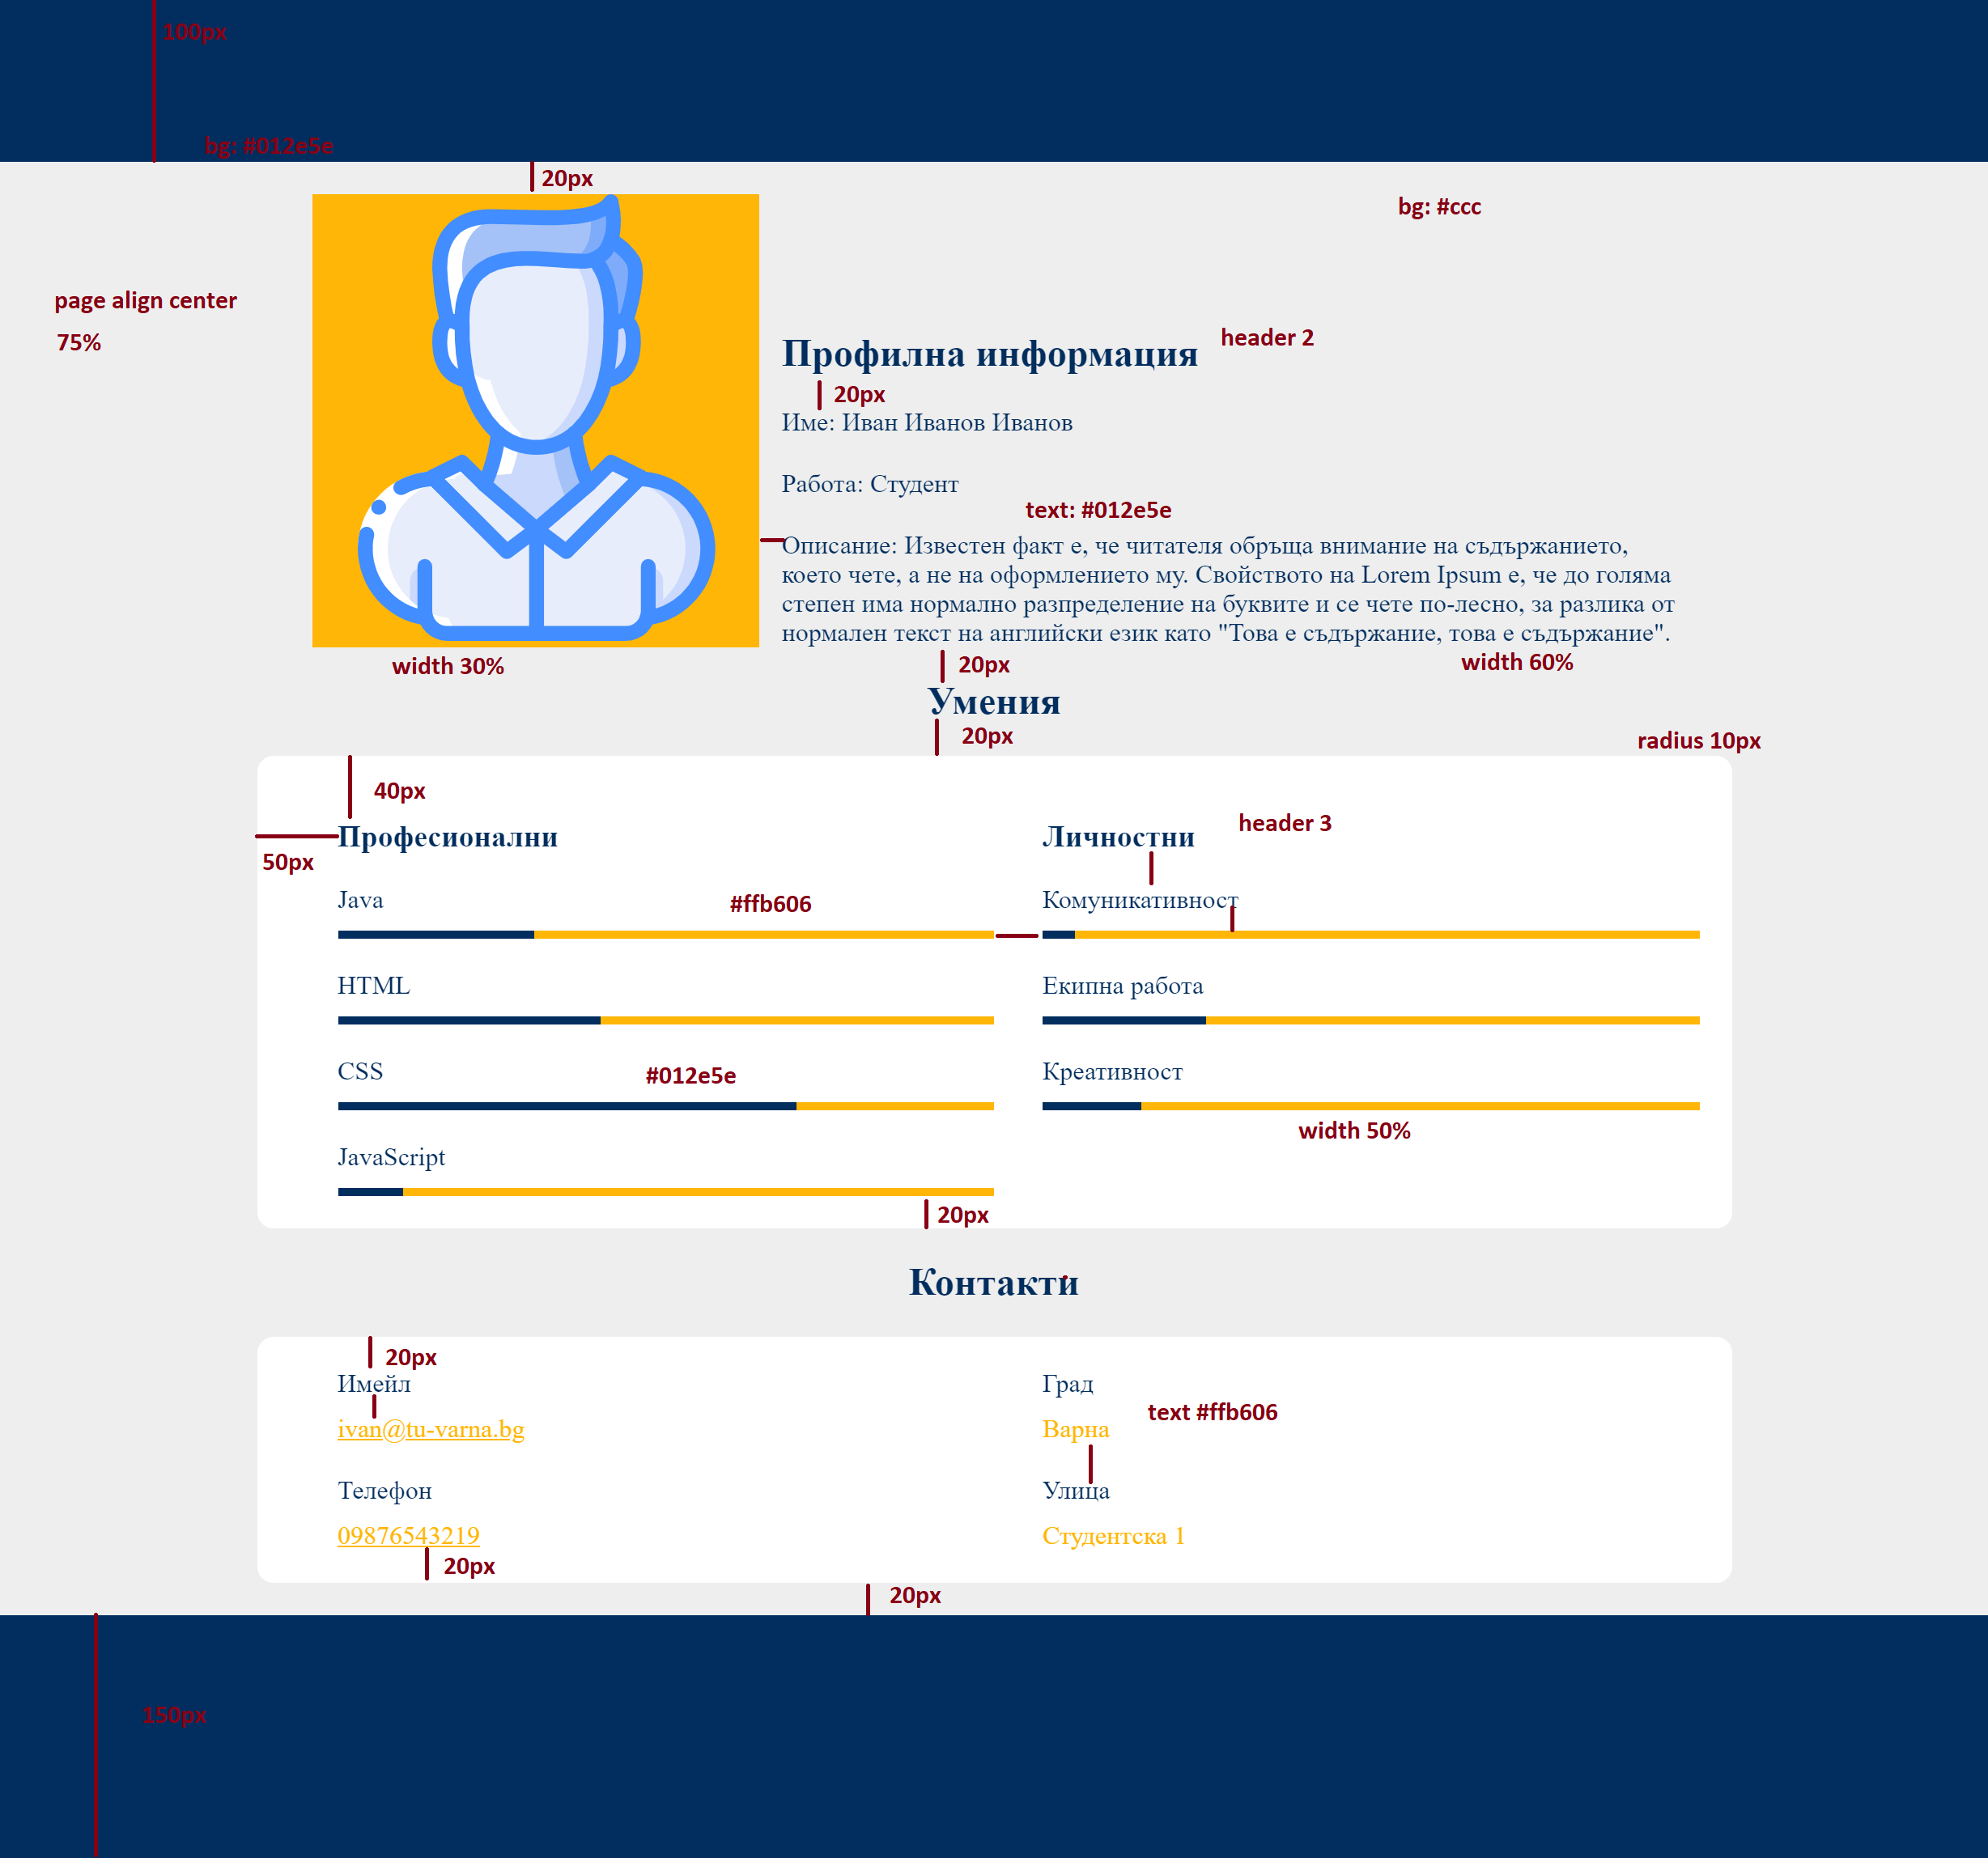 100px
bg: #012e5e
20px
bg: #ccc
page align center
75%
header 2
Профилна информация
20px
Име: Иван Иванов Иванов
Работа: Студент
text: #012e5e
Описание: Известен факт е, че читателя обръща внимание на съдържанието,
което чете, а не на оформлението му. Свойството на Lorem Ipsum е, че до голяма
степен има нормално разпределение на буквите и се чете по-лесно, за разлика от
нормален текст на английски език като "Това е съдържание, това е съдържание".
width 30%
20px
width 60%
Умения
20px
radius 10px
40px
header 3
Професионални
Личностни
50px
Java
#ffb606
Комуникативност
HTML
Екипна работа
CSS
#012e5e
Креативност
width 50%
JavaScript
20px
Контакти
20px
Имейл
Град
ivan@tu-varna.bg
Варна
text #ffb606
Телефон
Улица
09876543219
Студентска 1
20px
20px
150px